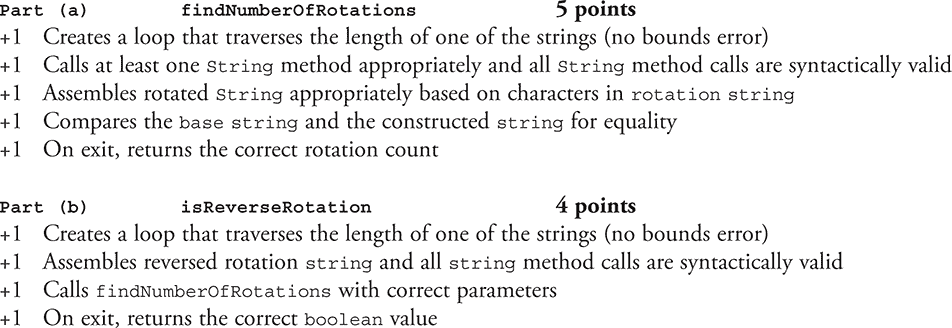 Part (a) findNumberOfRotations 5 points
+1 Creates a loop that traverses the length of one of the strings (no bounds error)
+1 Calls at least one String method appropriately and all String method calls are syntactically valid
+1 Assembles rotated String appropriately based on characters in rotation string
+1 Compares the base string and the constructed string for equality
+1 On exit, returns the correct rotation count
Part (b) isReverseRotation 4 points
+1 Creates a loop that traverses the length of one of the strings (no bounds error)
+1 Assembles reversed rotation string and all string method calls are syntactically valid
+1 Calls findNumberOfRotations with correct parameters
+1 On exit, returns the correct boolean value